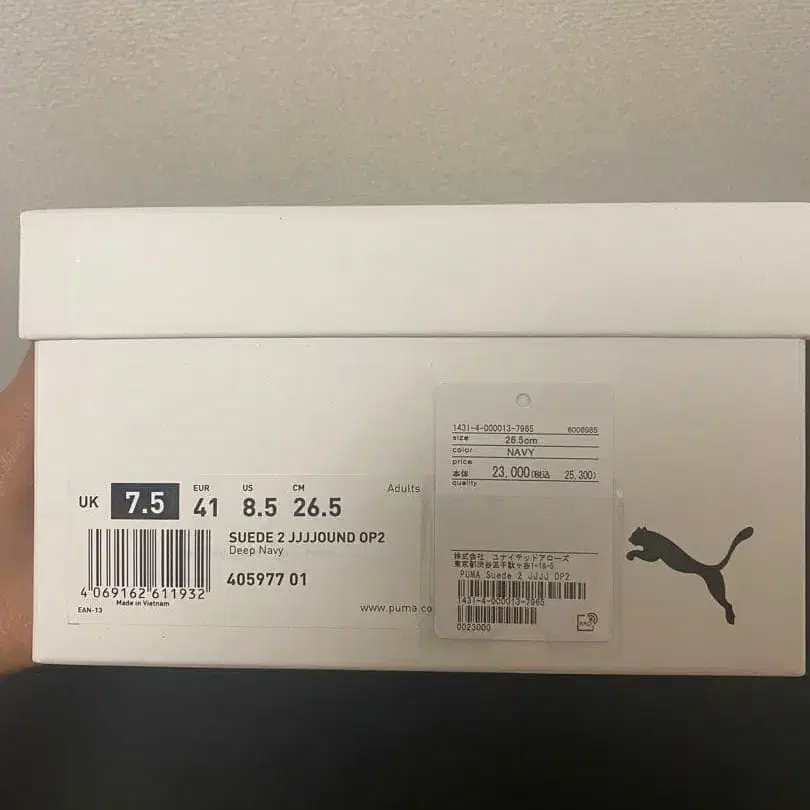 UK 7.5
EUR 41
US 8.5
CM 26.5
Adults
SUEDE 2 JJJJOUND OP2
Deep Navy
405977 01
4 069162 611932
Made in Vietnam
EAN-13
www.puma.co
1431-4-000013-7965 6006985
size 26.5cm
color NAVY
price
本体 23,000(税込 25,300)
quality
株式会社 ユナイテッドアローズ
PUMA Suede 2 JJJJ OP2
1431-4-000013-7965
0023000